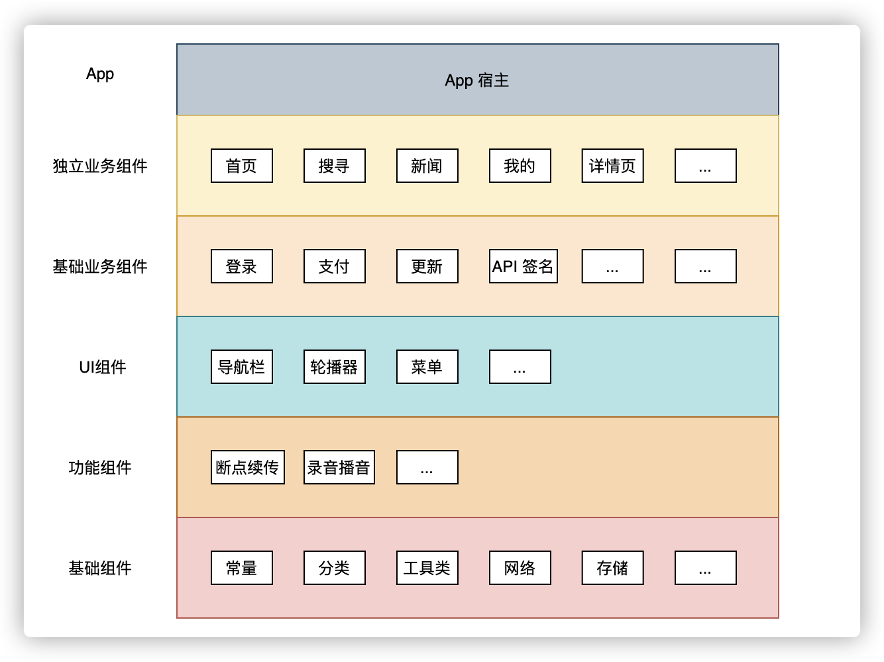 App
App 宿主
独立业务组件
首页
搜寻
新闻
我的
详情页
...
基础业务组件
登录
支付
更新
API 签名
...
...
UI组件
导航栏
轮播器
菜单
...
功能组件
断点续传
录音播音
...
基础组件
常量
分类
工具类
网络
存储
...